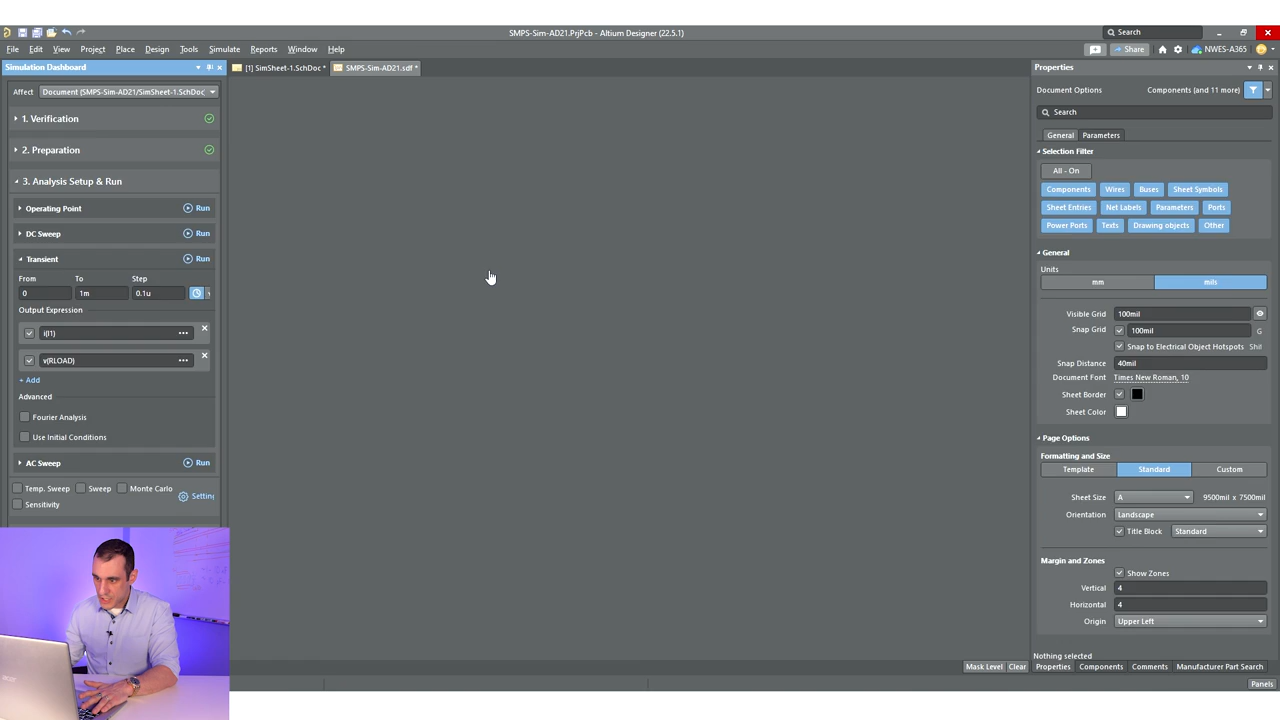 SMPS-Sim-AD21.PrjPcb - Altium Designer (22.5.1)
Search
File Edit View Project Place Design Tools Simulate Reports Window Help
Share
NWES-A365
Simulation Dashboard
[1] SimSheet-1.SchDoc *
SMPS-Sim-AD21.sdf *
Affect Document (SMPS-Sim-AD21/SimSheet-1.SchDoc
1. Verification
2. Preparation
3. Analysis Setup & Run
Operating Point Run
DC Sweep Run
Transient Run
From To Step
0 1m 0.1u
Output Expression
i(l1)
v(RLOAD)
+ Add
Advanced
Fourier Analysis
Use Initial Conditions
AC Sweep Run
Temp. Sweep Sweep Monte Carlo
Setting
Sensitivity
Properties
Document Options Components (and 11 more)
Search
General Parameters
Selection Filter
All - On
Components Wires Buses Sheet Symbols
Sheet Entries Net Labels Parameters Ports
Power Ports Texts Drawing objects Other
General
Units
mm mils
Visible Grid 100mil
Snap Grid 100mil G
Snap to Electrical Object Hotspots Shi
Snap Distance 40mil
Document Font Times New Roman, 10
Sheet Border
Sheet Color
Page Options
Formatting and Size
Template Standard Custom
Sheet Size A 9500mil x 7500mil
Orientation Landscape
Title Block Standard
Margin and Zones
Show Zones
Vertical 4
Horizontal 4
Origin Upper Left
Nothing selected
Mask Level Clear
Properties Components Comments Manufacturer Part Search
Panels